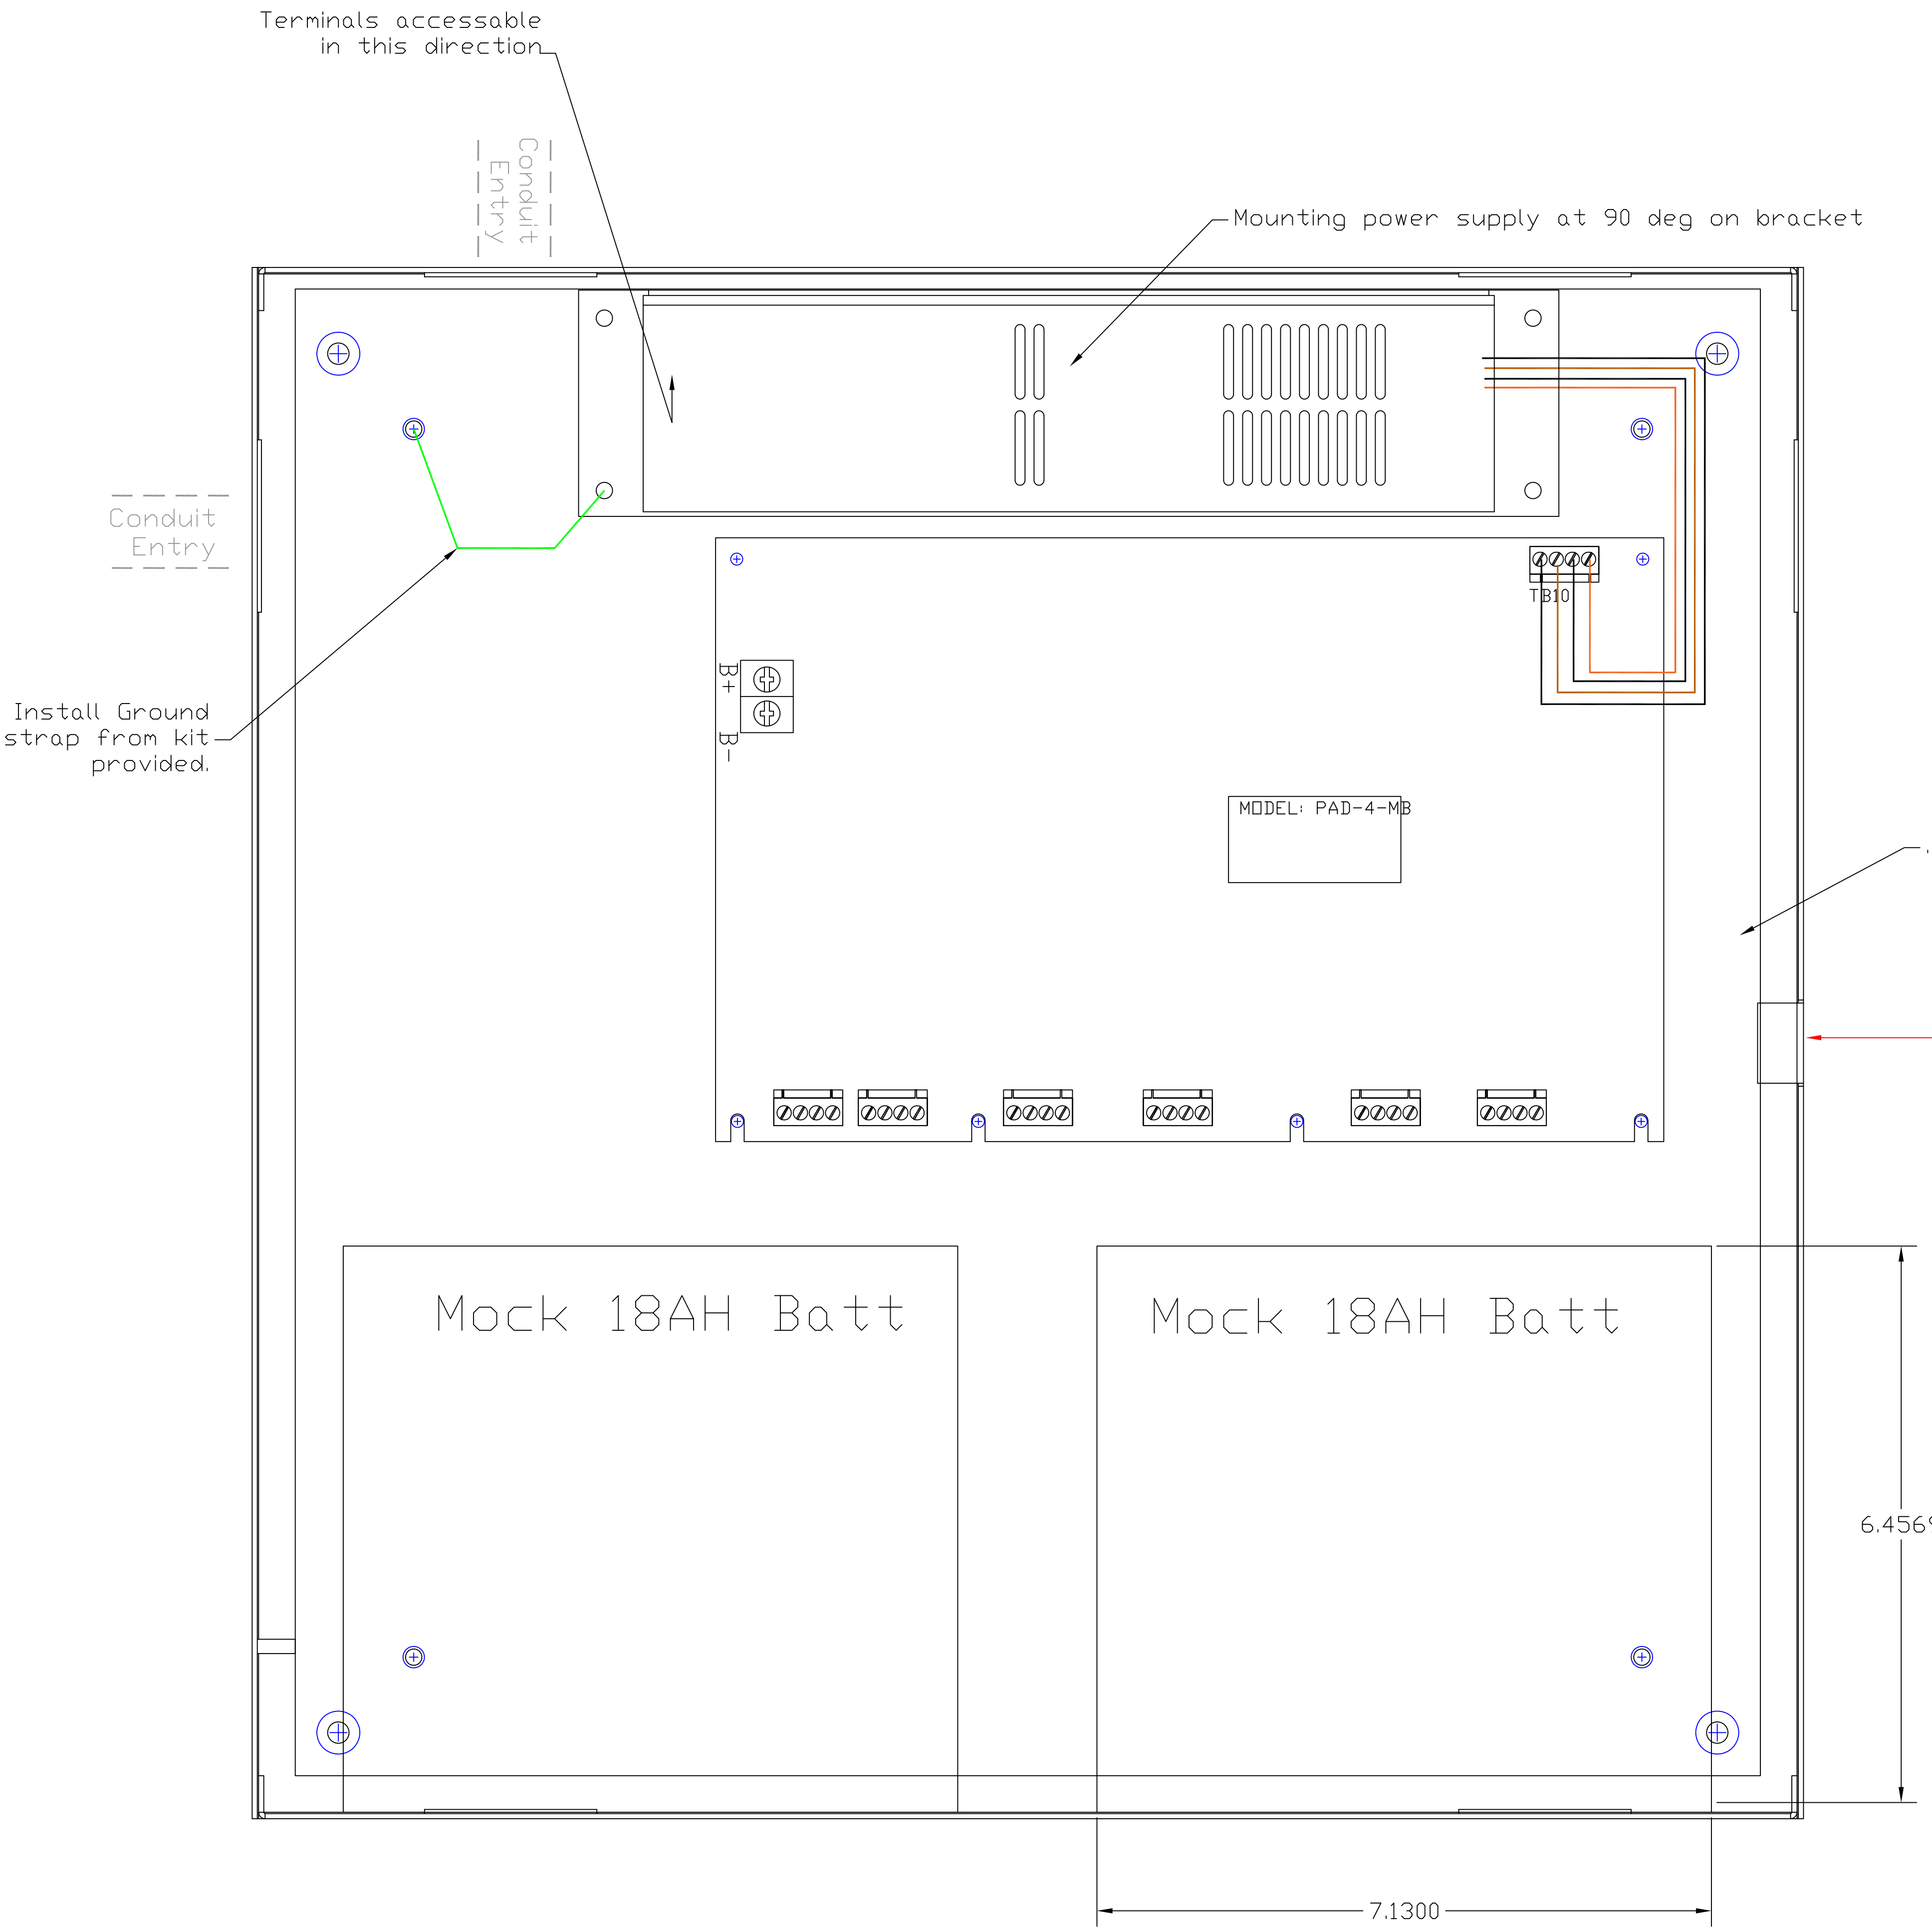 Terminals accessable
in this direction
Conduit
Entry
Mounting power supply at 90 deg on bracket
Conduit
Entry
TB10
B+
B-
Install Ground
strap from kit
provided.
MODEL: PAD-4-MB
Mock 18AH Batt
Mock 18AH Batt
7.1300